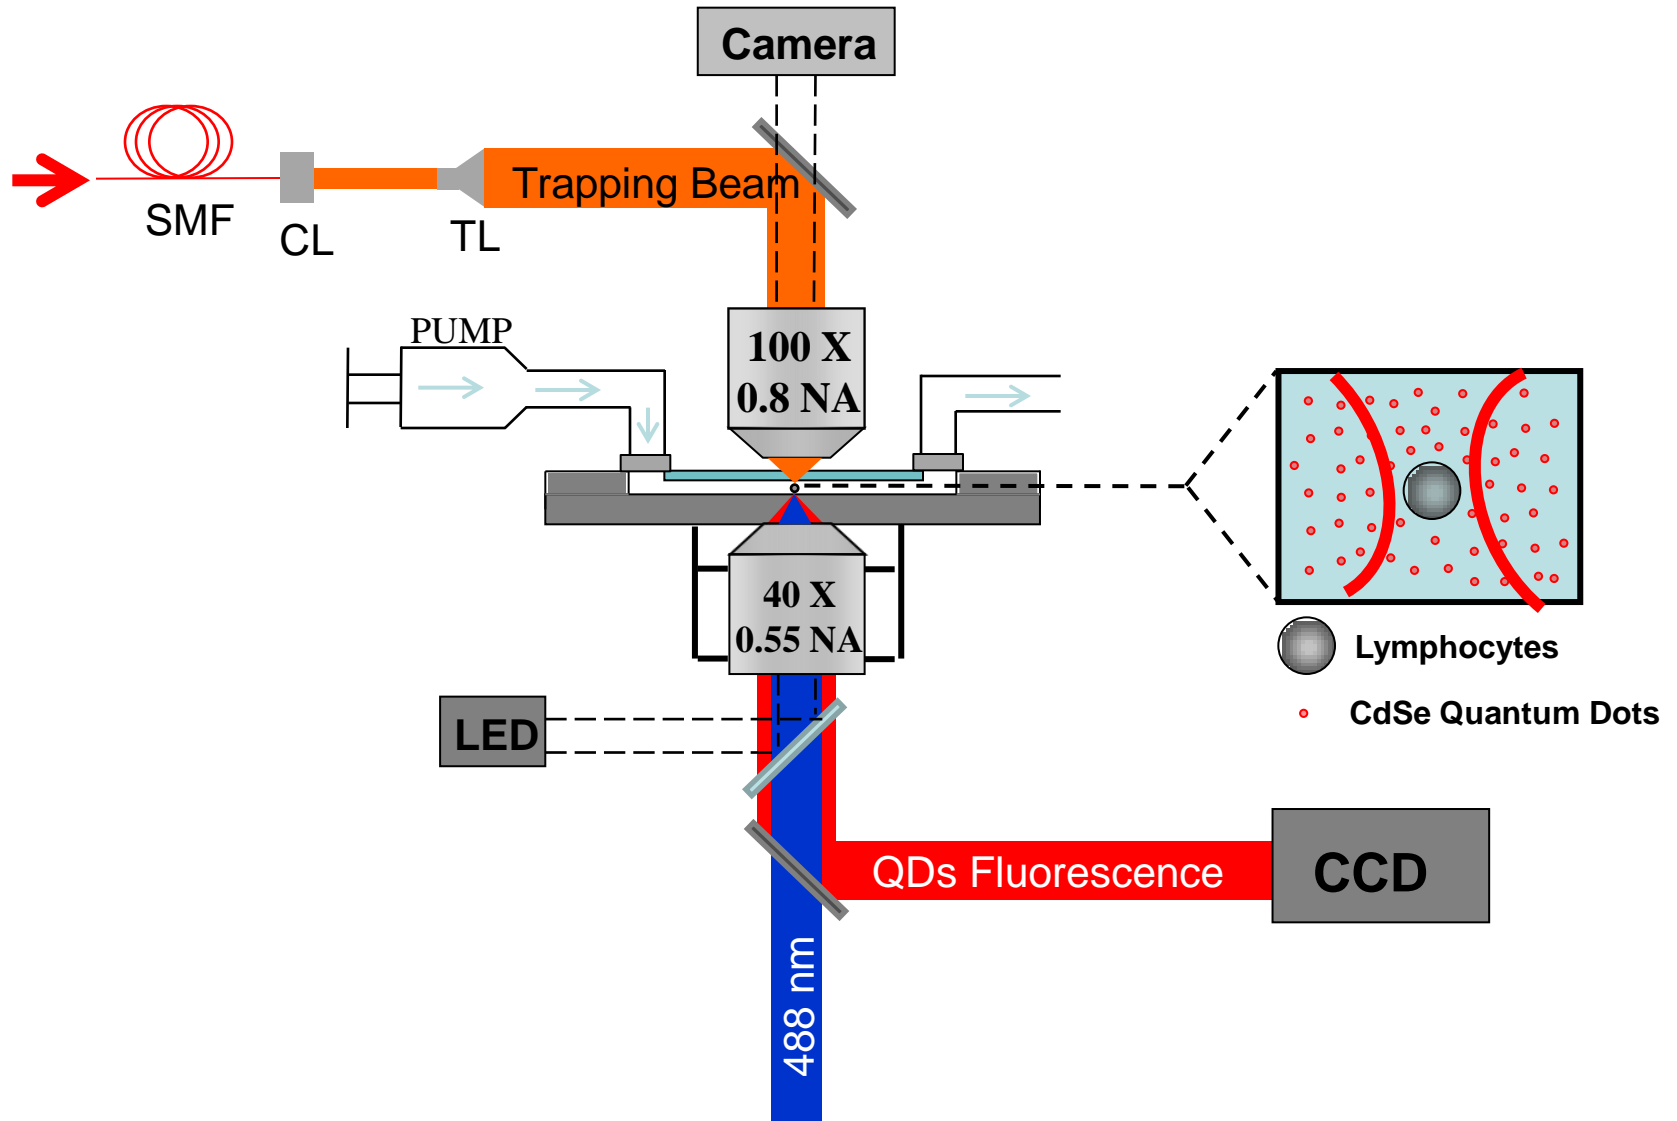 Camera
Trapping Beam
SMF
CL
TL
PUMP
100 X
0.8 NA
40 X
0.55 NA
Lymphocytes
CdSe Quantum Dots
LED
QDs Fluorescence
CCD
488 nm